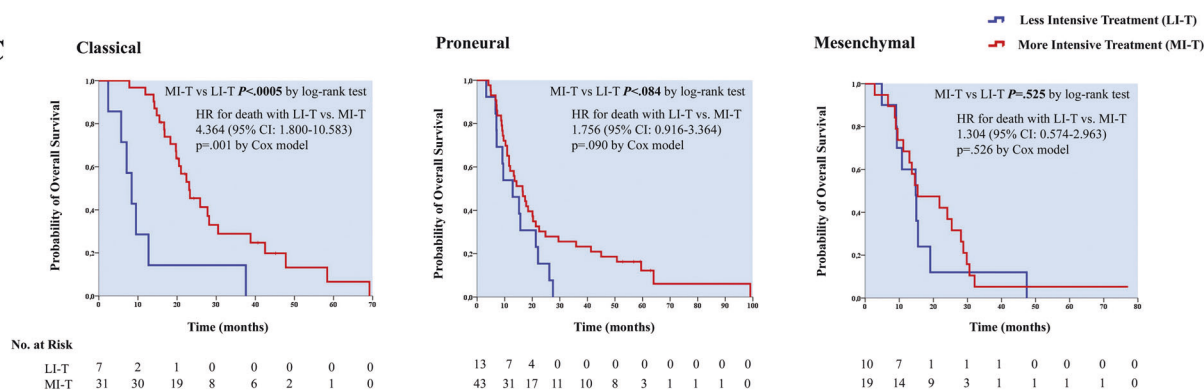 C
Less Intensive Treatment (LI-T)
More Intensive Treatment (MI-T)
Classical
MI-T vs LI-T P<.0005 by log-rank test
HR for death with LI-T vs. MI-T
4.364 (95% CI: 1.800-10.583)
p=.001 by Cox model
Probability of Overall Survival
1,0
0,8
0,6
0,4
0,2
0,0
0 10 20 30 40 50 60 70
Time (months)
Proneural
MI-T vs LI-T P<.084 by log-rank test
HR for death with LI-T vs. MI-T
1.756 (95% CI: 0.916-3.364)
p=.090 by Cox model
Probability of Overall Survival
1,0
0,8
0,6
0,4
0,2
0,0
0 10 20 30 40 50 60 70 80 90 100
Time (months)
Mesenchymal
MI-T vs LI-T P=.525 by log-rank test
HR for death with LI-T vs. MI-T
1.304 (95% CI: 0.574-2.963)
p=.526 by Cox model
Probability of Overall Survival
1,0
0,8
0,6
0,4
0,2
0,0
0 10 20 30 40 50 60 70 80
Time (months)
No. at Risk
LI-T 7 2 1 0 0 0 0 0 13 7 4 0 0 0 0 0 0 0 0 10 7 1 1 1 0 0 0 0
MI-T 31 30 19 8 6 2 1 0 43 31 17 11 10 8 3 1 1 1 0 19 14 9 3 1 1 1 1 0